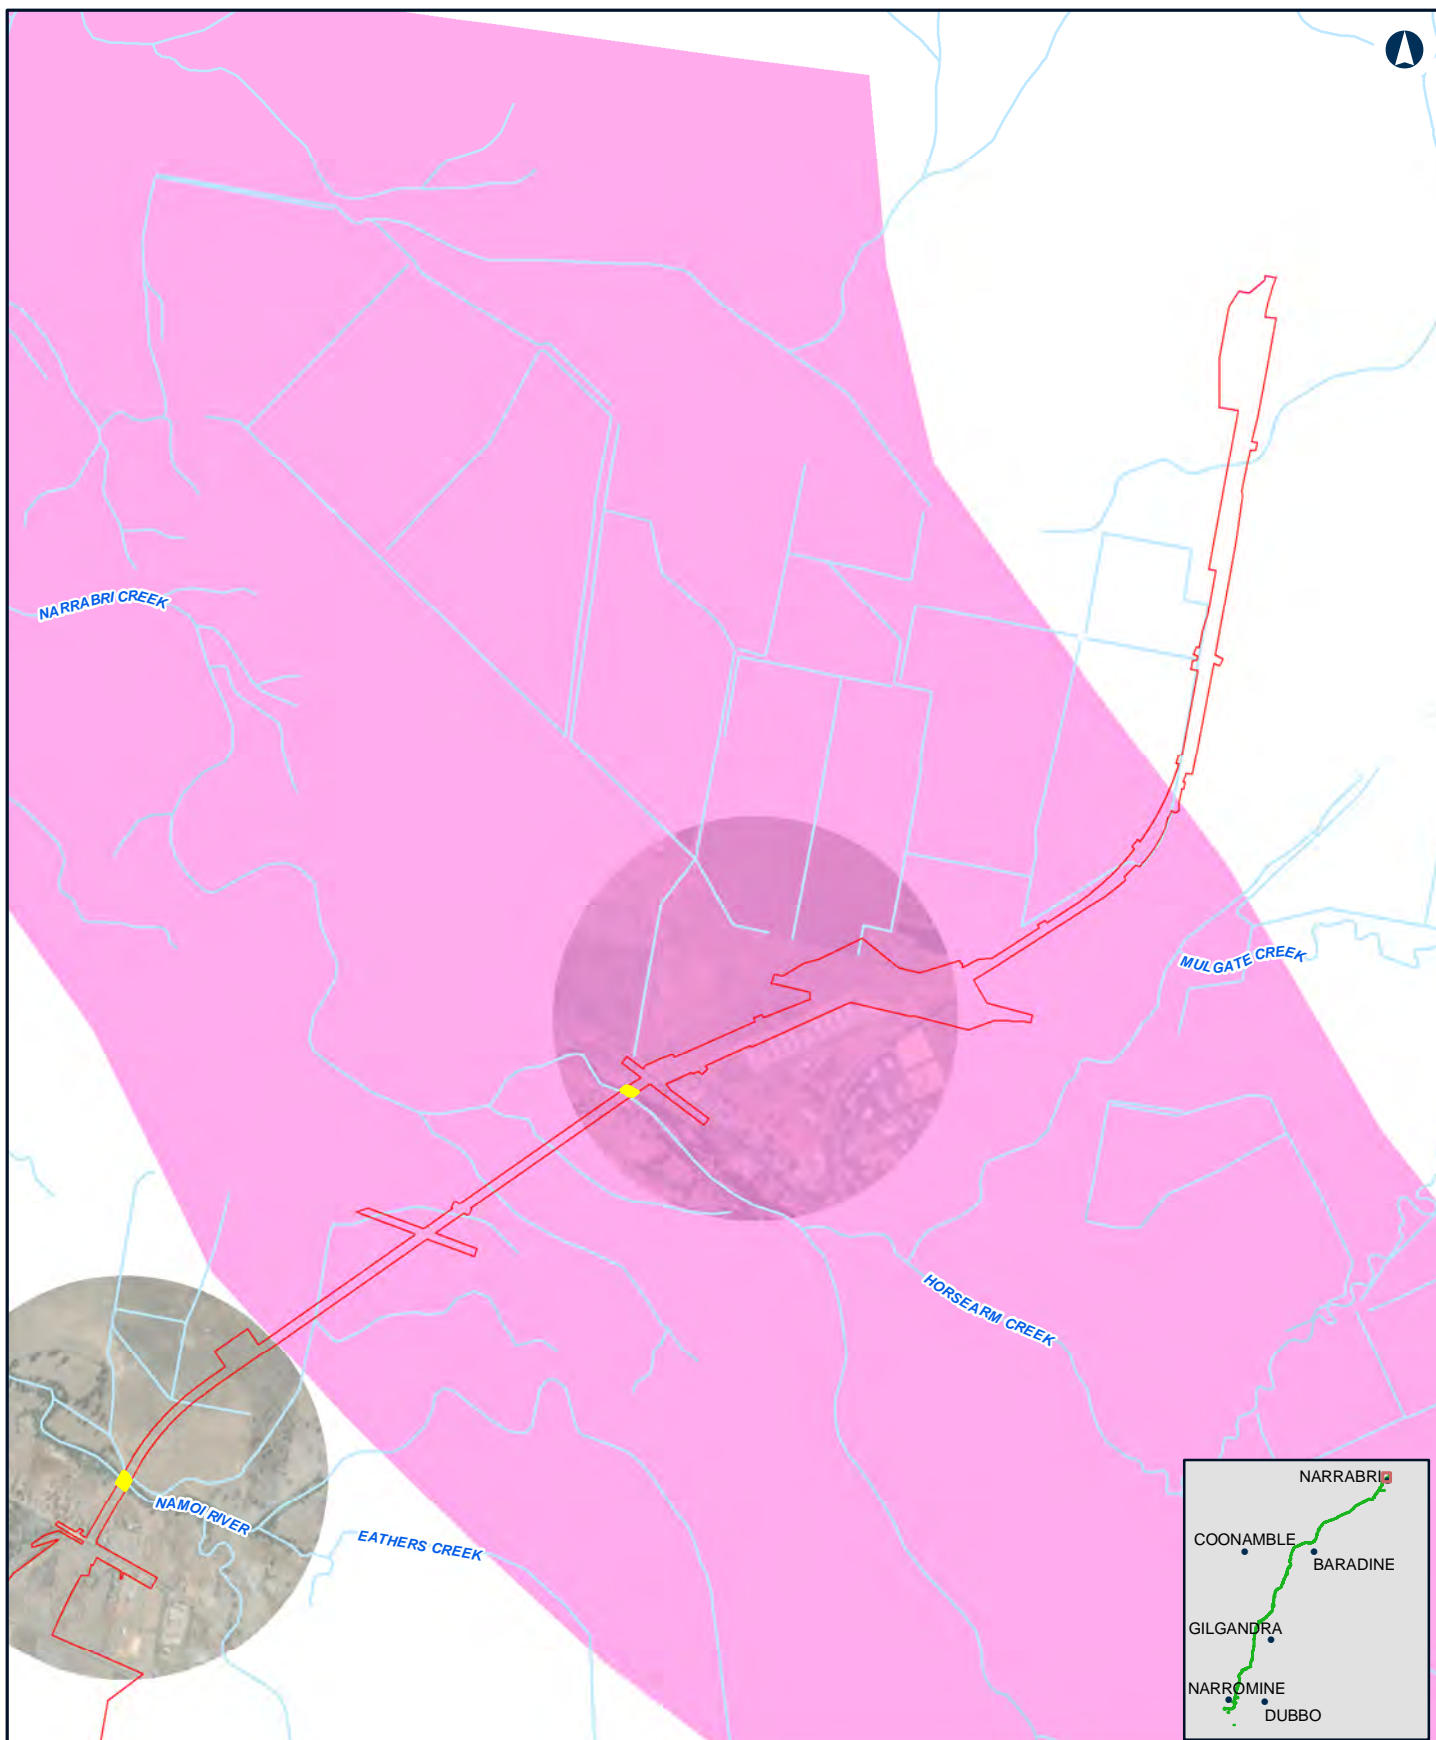 NARRABRI CREEK
MULGATE CREEK
HORSEARM CREEK
NAMOI RIVER
EATHERS CREEK
NARRABRI
COONAMBLE
BARADINE
GILGANDRA
NARROMINE
DUBBO